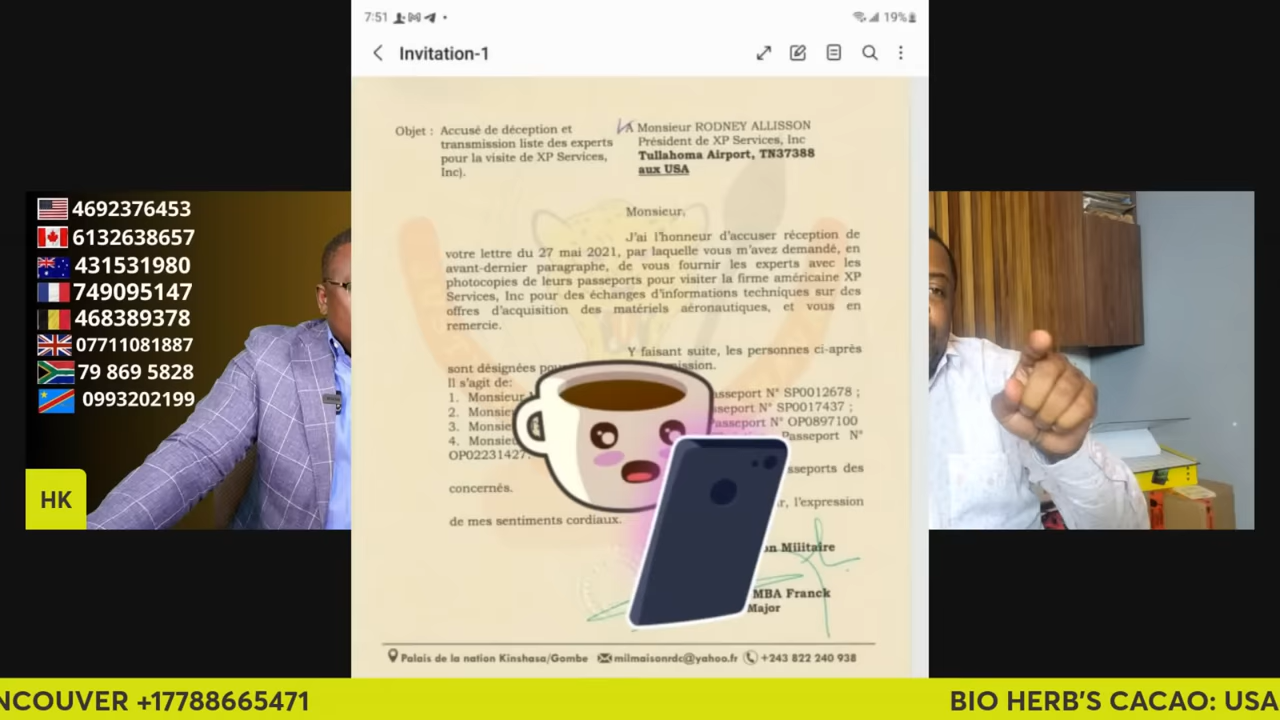 7:51
19%
Invitation-1
Objet : Accusé de déception et
transmission liste des experts
pour la visite de XP Services,
Inc).
A Monsieur RODNEY ALLISSON
Président de XP Services, Inc
Tullahoma Airport, TN37388
aux USA
Monsieur,
J'ai l'honneur d'accuser réception de
votre lettre du 27 mai 2021, par laquelle vous m'avez demandé, en
avant-dernier paragraphe, de vous fournir les experts avec les
photocopies de leurs passeports pour visiter la firme américaine XP
Services, Inc pour des échanges d'informations techniques sur des
offres d'acquisition des matériels aéronautiques, et vous en
remercie.
Y faisant suite, les personnes ci-après
sont désignées
Il s'agit de:
1. Monsieur N° SP0012678 ;
2. N° SP0017437 ;
3. Passeport N° OP0897100
4. Passeport N°
OP02231427.
des
concernés.
l'expression
de mes sentiments cordiaux.
Militaire
MBA Franck
Major
Palais de la nation Kinshasa/Gombe milmaisonrdc@yahoo.fr +243 822 240 938
4692376453
6132638657
431531980
749095147
468389378
07711081887
79 869 5828
0993202199
HK
NCOUVER +17788665471
BIO HERB'S CACAO: USA